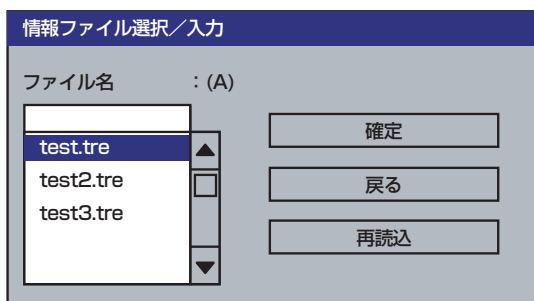 情報ファイル選択／入力
ファイル名 : (A)
確定
test.tre
test2.tre
戻る
test3.tre
再読込